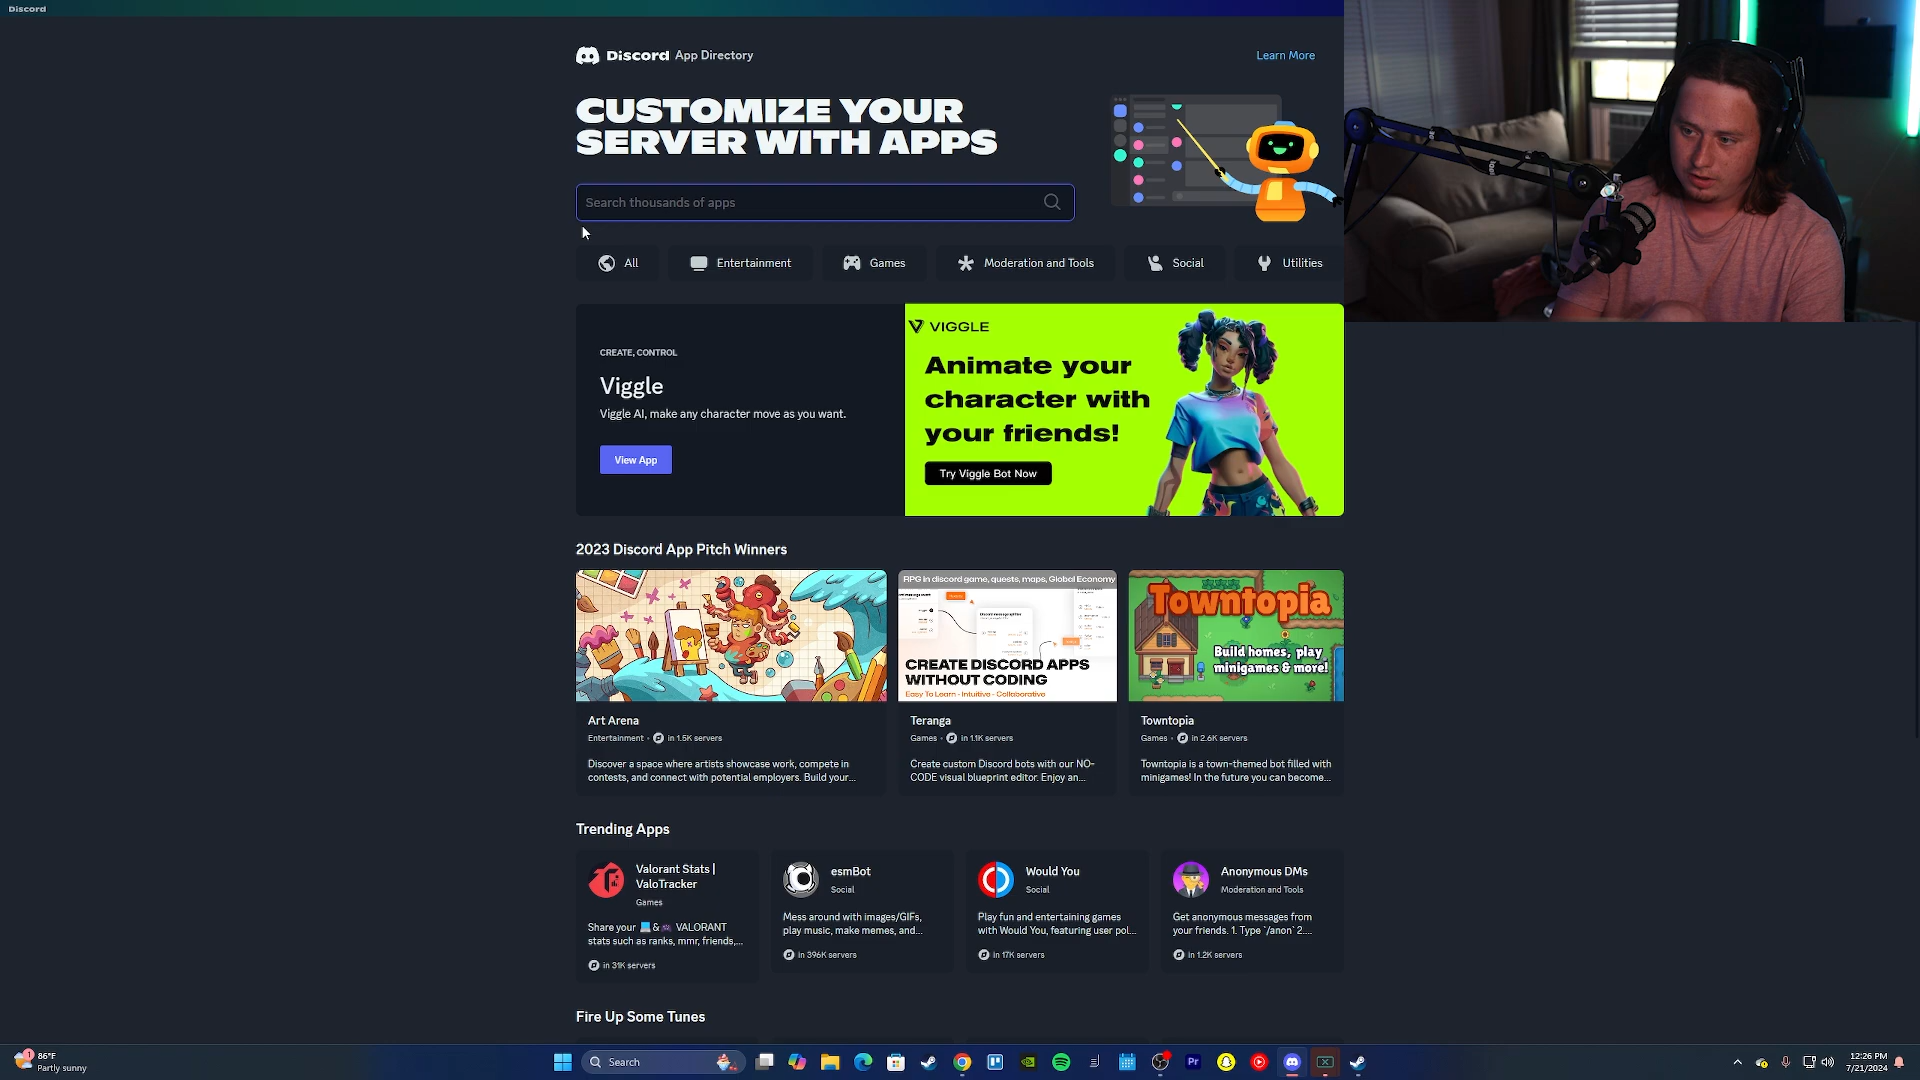 Discord
Discord App Directory
Learn More
CUSTOMIZE YOUR
SERVER WITH APPS
Search thousands of apps
All
Entertainment
Games
Moderation and Tools
Social
Utilities
CREATE, CONTROL
Viggle
Viggle AI, make any character move as you want.
View App
VIGGLE
Animate your
character with
your friends!
Try Viggle Bot Now
2023 Discord App Pitch Winners
RPG in discord game, quests, maps, Global Economy
CREATE DISCORD APPS
WITHOUT CODING
Easy To Learn - Intuitive - Collaborative
Towntopia
Build homes, play
minigames & more!
Art Arena
Entertainment • in 1.5K servers
Discover a space where artists showcase work, compete in
contests, and connect with potential employers. Build your...
Teranga
Games • in 1.1K servers
Create custom Discord bots with our NO-
CODE visual blueprint editor. Enjoy an...
Towntopia
Games • in 2.6K servers
Towntopia is a town-themed bot filled with
minigames! In the future you can become...
Trending Apps
Valorant Stats |
ValoTracker
Games
Share your 💻&🎮 VALORANT
stats such as ranks, mmr, friends,...
in 31K servers
esmBot
Social
Mess around with images/GIFs,
play music, make memes, and...
in 396K servers
Would You
Social
Play fun and entertaining games
with Would You, featuring user pol...
in 17K servers
Anonymous DMs
Moderation and Tools
Get anonymous messages from
your friends. 1. Type `/anon` 2....
in 1.2K servers
Fire Up Some Tunes
1
86°F
Partly sunny
Search
Pr
12:26 PM
7/21/2024